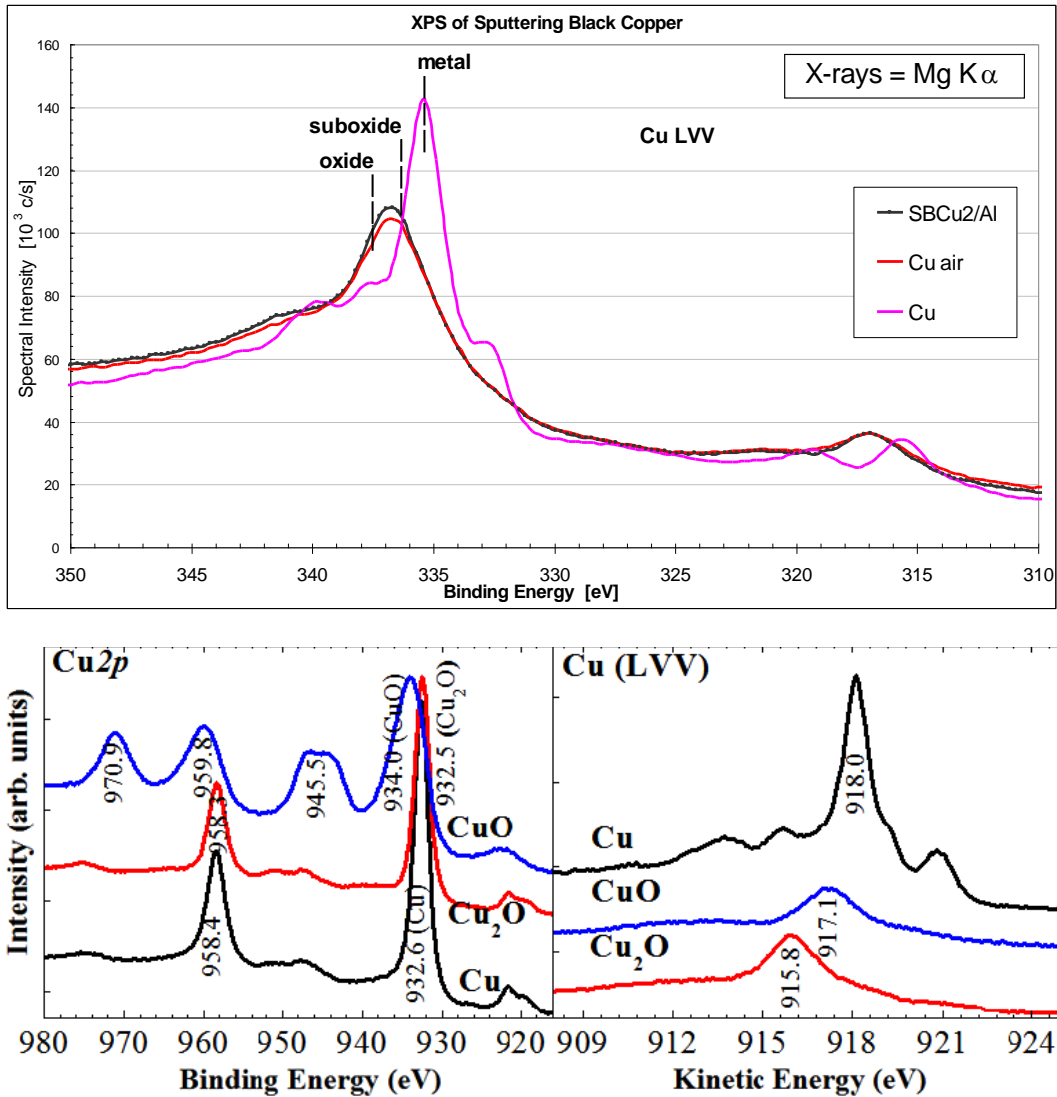 XPS of Sputtering Black Copper
160
140
120
100
80
60
40
20
0
Spectral Intensity [10³ c/s]
metal
suboxide
oxide
X-rays = Mg Kα
Cu LVV
SBCu2/Al
Cu air
Cu
350 345 340 335 330 325 320 315 310
Binding Energy [eV]
Cu2p
Intensity (arb. units)
970.9
959.8
945.5
934.0 (CuO)
932.5 (Cu₂O)
958.3
CuO
Cu₂O
958.4
932.6 (Cu)
Cu
980 970 960 950 940 930 920
Binding Energy (eV)
Cu (LVV)
918.0
Cu
CuO
917.1
Cu₂O
915.8
909 912 915 918 921 924
Kinetic Energy (eV)